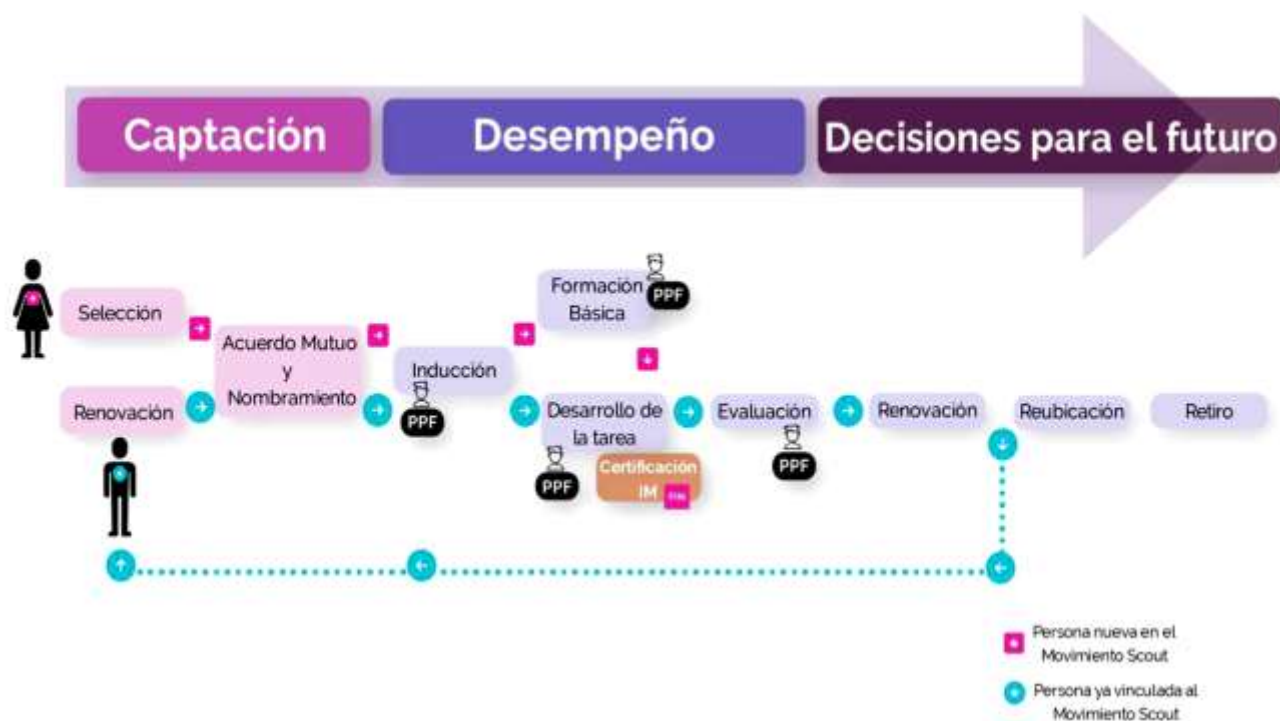 Captación
Desempeño
Decisiones para el futuro
Selección
Acuerdo Mutuo
y
Nombramiento
Renovación
Inducción
PPF
Formación
Básica
PPF
Desarrollo de
la tarea
PPF
Certificación
IM
Evaluación
PPF
Renovación
Reubicación
Retiro
Persona nueva en el
Movimiento Scout
Persona ya vinculada al
Movimiento Scout